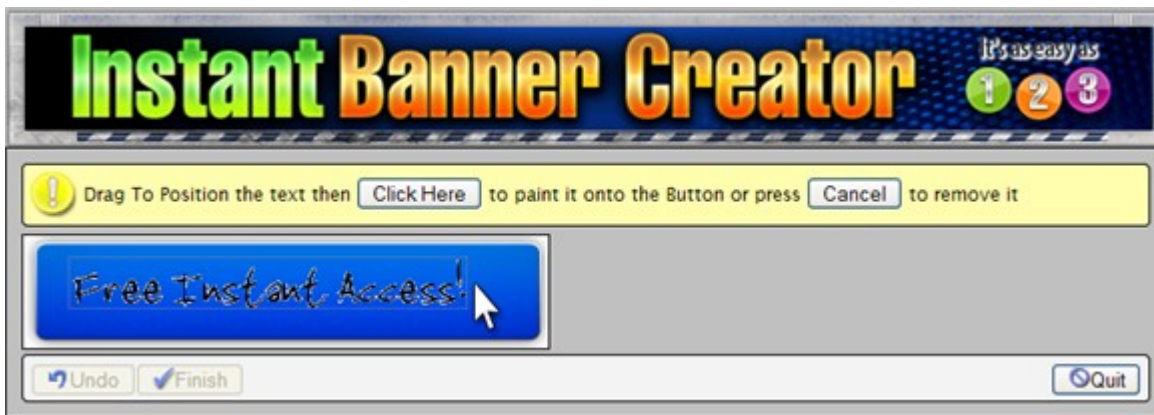 Instant Banner Creator
It's as easy as
1 2 3
Drag To Position the text then Click Here to paint it onto the Button or press Cancel to remove it
Free Instant Access!
Undo Finish Quit